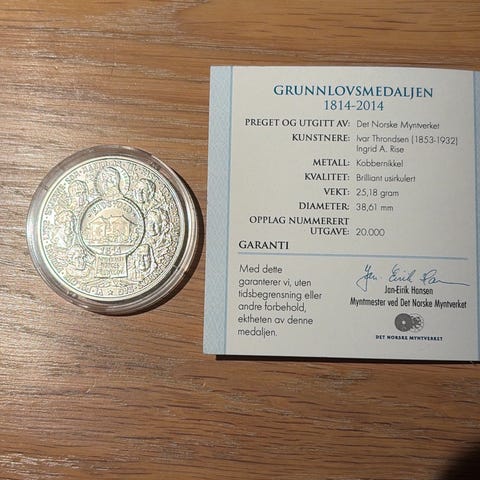 GRUNNLOVSMEDALJEN
1814-2014
PREGET OG UTGITT AV: Det Norske Myntverket
KUNSTNERE: Ivar Throndsen (1853-1932)
Ingrid A. Rise
METALL: Kobbernikkel
KVALITET: Brilliant usirkulert
VEKT: 25,18 gram
DIAMETER: 38,61 mm
OPPLAG NUMMERERT
UTGAVE: 20.000
GARANTI
Med dette
garanterer vi, uten
tidsbegrensning eller
andre forbehold,
ektheten av denne
medaljen.
Jan-Eirik Hansen
Myntmester ved Det Norske Myntverket
DET NORSKE MYNTVERKET